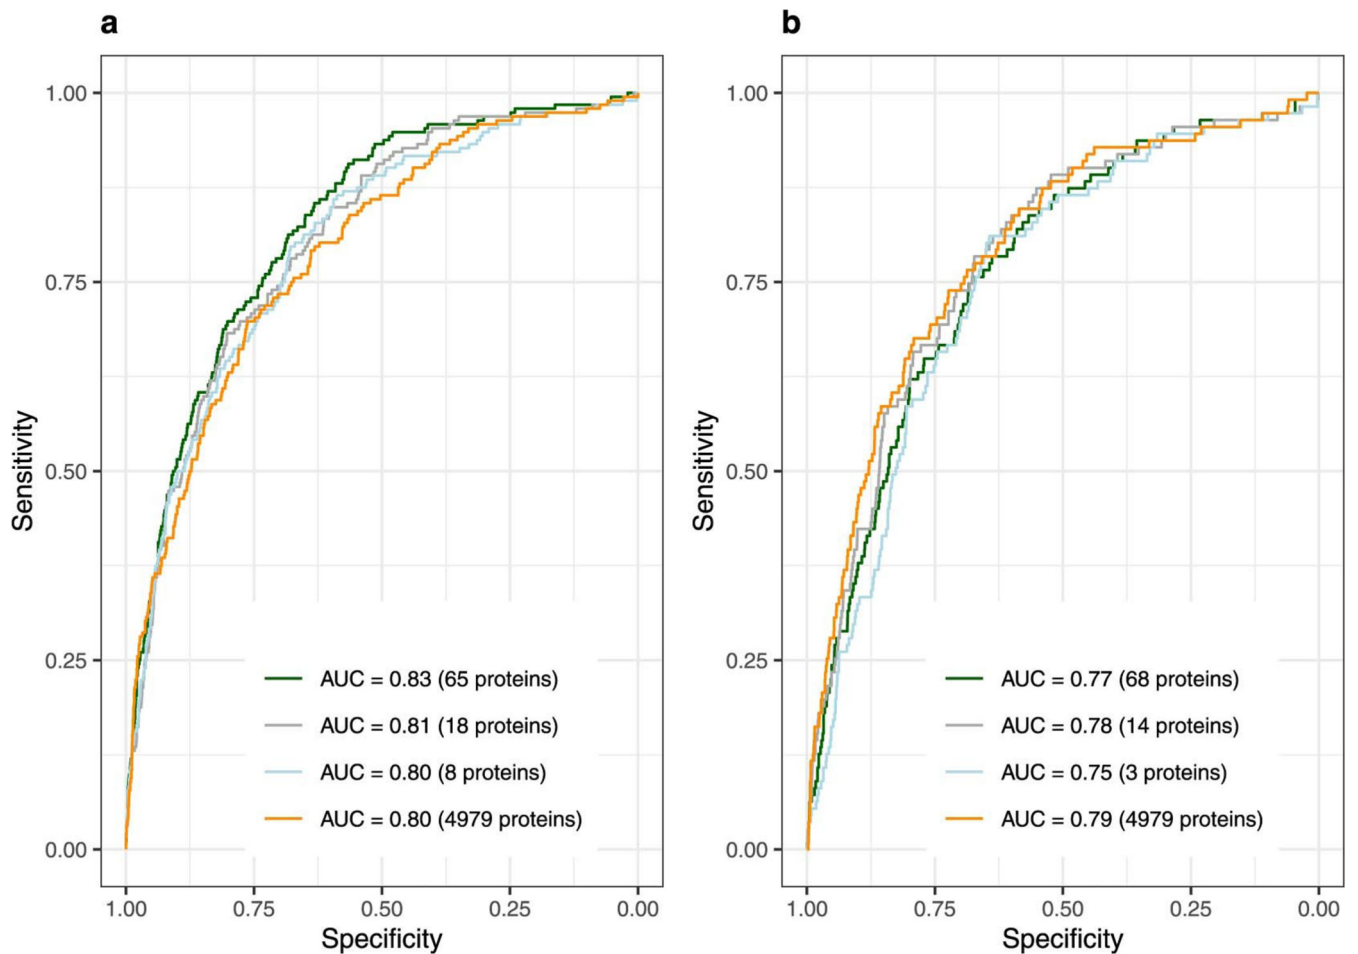 a
1.00
0.75
0.50
0.25
0.00
Sensitivity
AUC = 0.83 (65 proteins)
AUC = 0.81 (18 proteins)
AUC = 0.80 (8 proteins)
AUC = 0.80 (4979 proteins)
1.00 0.75 0.50 0.25 0.00
Specificity
b
1.00
0.75
0.50
0.25
0.00
Sensitivity
AUC = 0.77 (68 proteins)
AUC = 0.78 (14 proteins)
AUC = 0.75 (3 proteins)
AUC = 0.79 (4979 proteins)
1.00 0.75 0.50 0.25 0.00
Specificity